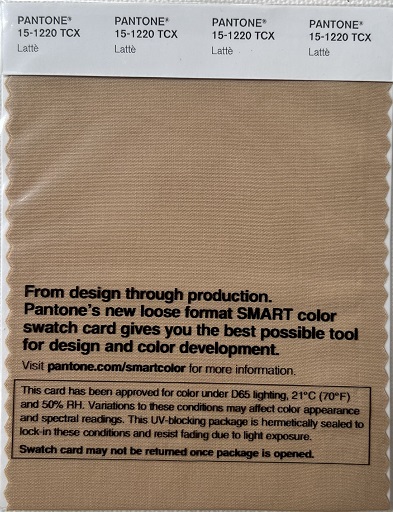 PANTONE® PANTONE® PANTONE® PANTONE®
15-1220 TCX 15-1220 TCX 15-1220 TCX 15-1220 TCX
Lattè Lattè Lattè Lattè
From design through production.
Pantone's new loose format SMART color
swatch card gives you the best possible tool
for design and color development.
Visit pantone.com/smartcolor for more information.
This card has been approved for color under D65 lighting, 21°C (70°F)
and 50% RH. Variations to these conditions may affect color appearance
and spectral readings. This UV-blocking package is hermetically sealed to
lock-in these conditions and resist fading due to light exposure.
Swatch card may not be returned once package is opened.